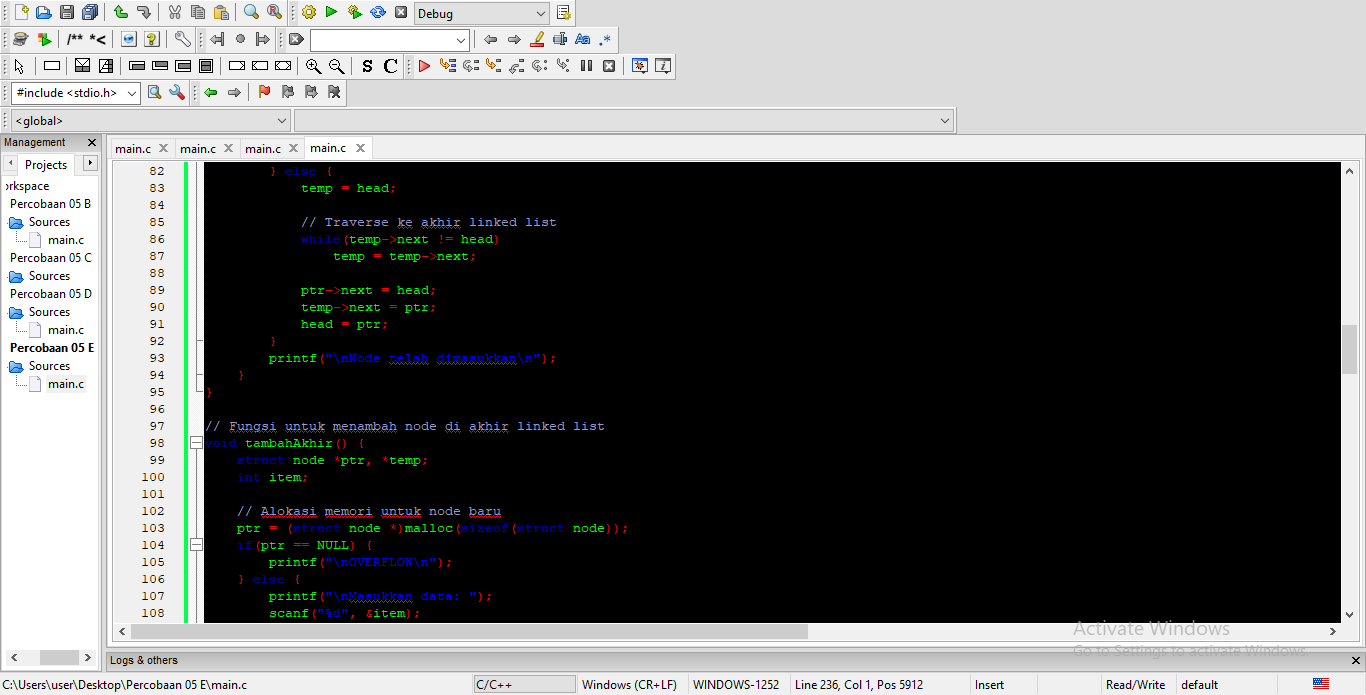 Debug
/** *<
Aa .*
S C
#include <stdio.h>
<global>
Management
Projects
orkspace
Percobaan 05 B
Sources
main.c
Percobaan 05 C
Sources
Percobaan 05 D
Sources
main.c
Percobaan 05 E
Sources
main.c
main.c main.c main.c main.c
82 } else {
83 temp = head;
84
85 // Traverse ke akhir linked list
86 while(temp->next != head)
87 temp = temp->next;
88
89 ptr->next = head;
90 temp->next = ptr;
91 head = ptr;
92 }
93 printf("\nNode telah dimasukkan\n");
94 }
95 }
96
97 // Fungsi untuk menambah node di akhir linked list
98 void tambahAkhir() {
99 struct node *ptr, *temp;
100 int item;
101
102 // Alokasi memori untuk node baru
103 ptr = (struct node *)malloc(sizeof(struct node));
104 if(ptr == NULL) {
105 printf("\nOVERFLOW\n");
106 } else {
107 printf("\nMasukkan data: ");
108 scanf("%d", &item);
Activate Windows
Go to Settings to activate Windows.
Logs & others
C:\Users\user\Desktop\Percobaan 05 E\main.c C/C++ Windows (CR+LF) WINDOWS-1252 Line 236, Col 1, Pos 5912 Insert Read/Write default